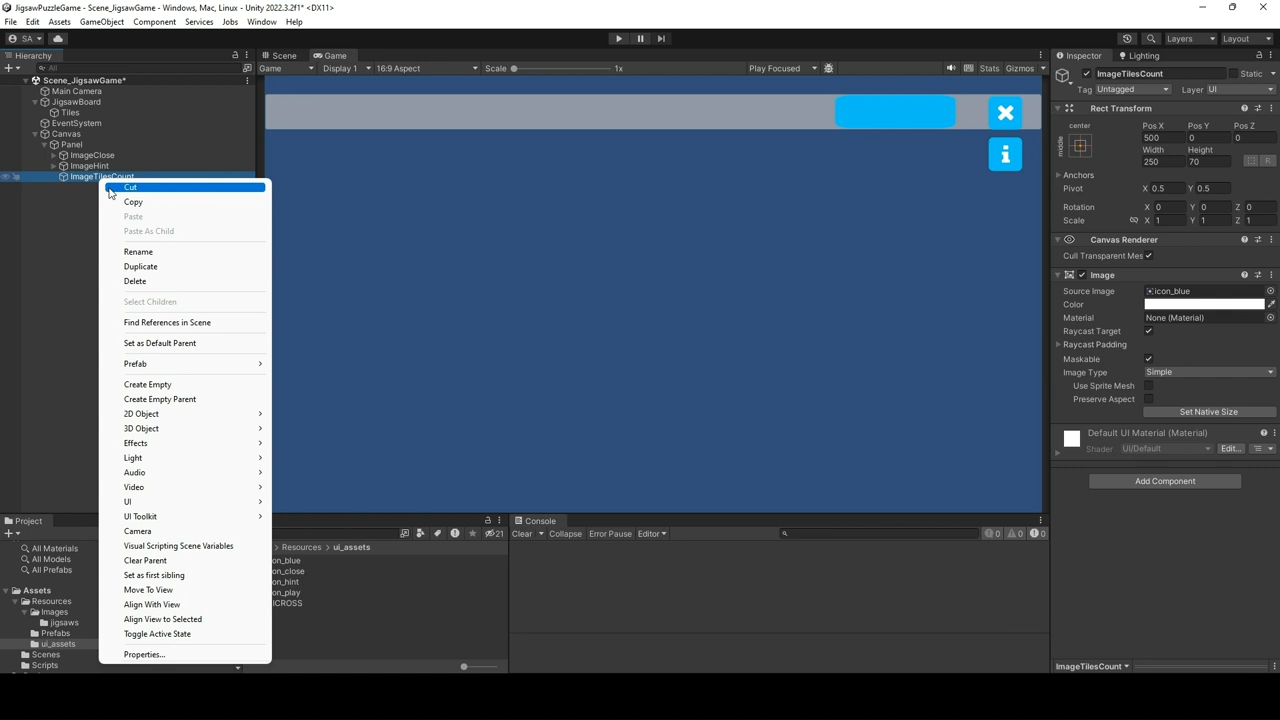 JigsawPuzzleGame - Scene_JigsawGame - Windows, Mac, Linux - Unity 2022.3.2f1* <DX11>
File Edit Assets GameObject Component Services Jobs Window Help
SA Layers Layout
Hierarchy Scene Game Inspector Lighting
All Game Display 1 16:9 Aspect Scale 1x Play Focused Stats Gizmos ImageTilesCount Static
Scene_JigsawGame*
Main Camera
JigsawBoard
Tiles
EventSystem
Canvas
Panel
ImageClose
ImageHint
ImageTilesCount
Cut
Copy
Paste
Paste As Child
Rename
Duplicate
Delete
Select Children
Find References in Scene
Set as Default Parent
Prefab
Create Empty
Create Empty Parent
2D Object
3D Object
Effects
Light
Audio
Video
UI
UI Toolkit
Camera
Visual Scripting Scene Variables
Clear Parent
Set as first sibling
Move To View
Align With View
Align View to Selected
Toggle Active State
Properties...
Tag Untagged Layer UI
Rect Transform
center Pos X Pos Y Pos Z
middle 500 0 0
Width Height
250 70 R
Anchors
Pivot X 0.5 Y 0.5
Rotation X 0 Y 0 Z 0
Scale X 1 Y 1 Z 1
Canvas Renderer
Cull Transparent Mes
Image
Source Image icon_blue
Color
Material None (Material)
Raycast Target
Raycast Padding
Maskable
Image Type Simple
Use Sprite Mesh
Preserve Aspect
Set Native Size
Default UI Material (Material)
Shader UI/Default Edit...
Add Component
ImageTilesCount
Project
All Materials
All Models
All Prefabs
Assets
Resources
Images
jigsaws
Prefabs
ui_assets
Scenes
Scripts
21
Resources > ui_assets
on_blue
on_close
on_hint
on_play
ICROSS
Console
Clear Collapse Error Pause Editor 0 0 0